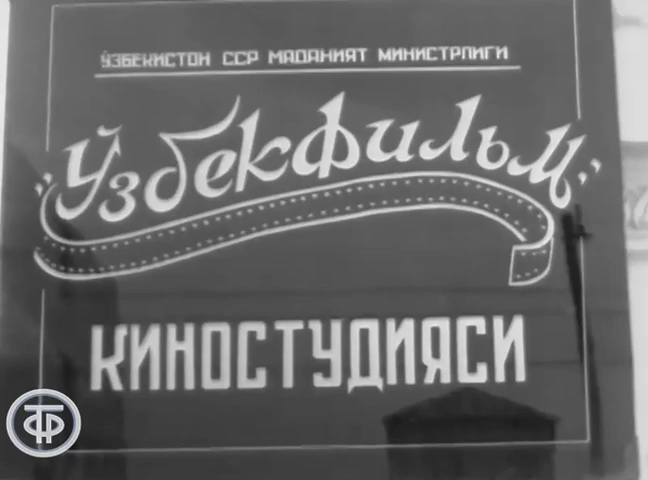 ЎЗБЕКИСТОН ССР МАДАНИЯТ МИНИСТРЛИГИ
"Ўзбекфильм"
КИНОСТУДИЯСИ